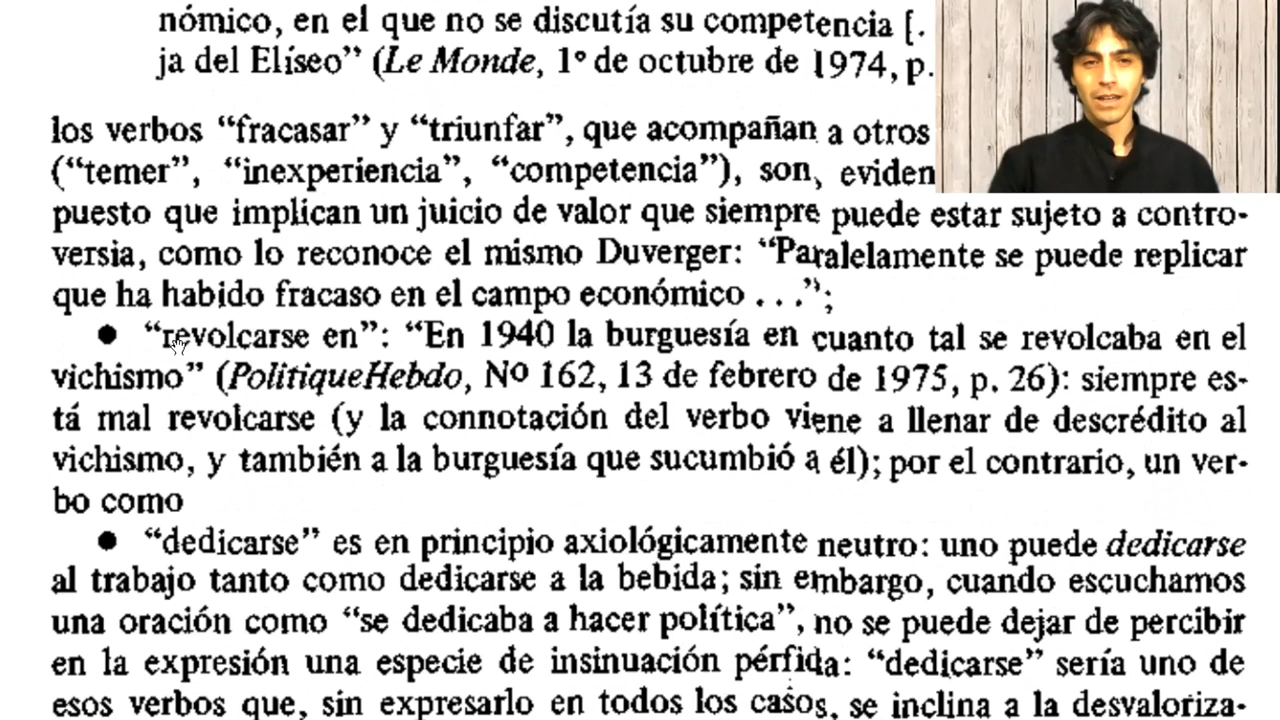 nómico, en el que no se discutía su competencia [.
ja del Elíseo” (Le Monde, 1º de octubre de 1974, p.
los verbos “fracasar” y “triunfar”, que acompañan a otros
(“temer”, “inexperiencia”, “competencia”), son, eviden
puesto que implican un juicio de valor que siempre puede estar sujeto a contro-
versia, como lo reconoce el mismo Duverger: “Paralelamente se puede replicar
que ha habido fracaso en el campo económico . . .”;
● “revolcarse en”: “En 1940 la burguesía en cuanto tal se revolcaba en el
vichismo” (PolitiqueHebdo, Nº 162, 13 de febrero de 1975, p. 26): siempre es-
tá mal revolcarse (y la connotación del verbo viene a llenar de descrédito al
vichismo, y también a la burguesía que sucumbió a él); por el contrario, un ver-
bo como
● “dedicarse” es en principio axiológicamente neutro: uno puede dedicarse
al trabajo tanto como dedicarse a la bebida; sin embargo, cuando escuchamos
una oración como “se dedicaba a hacer política”, no se puede dejar de percibir
en la expresión una especie de insinuación pérfida: “dedicarse” sería uno de
esos verbos que, sin expresarlo en todos los casos, se inclina a la desvaloriza-